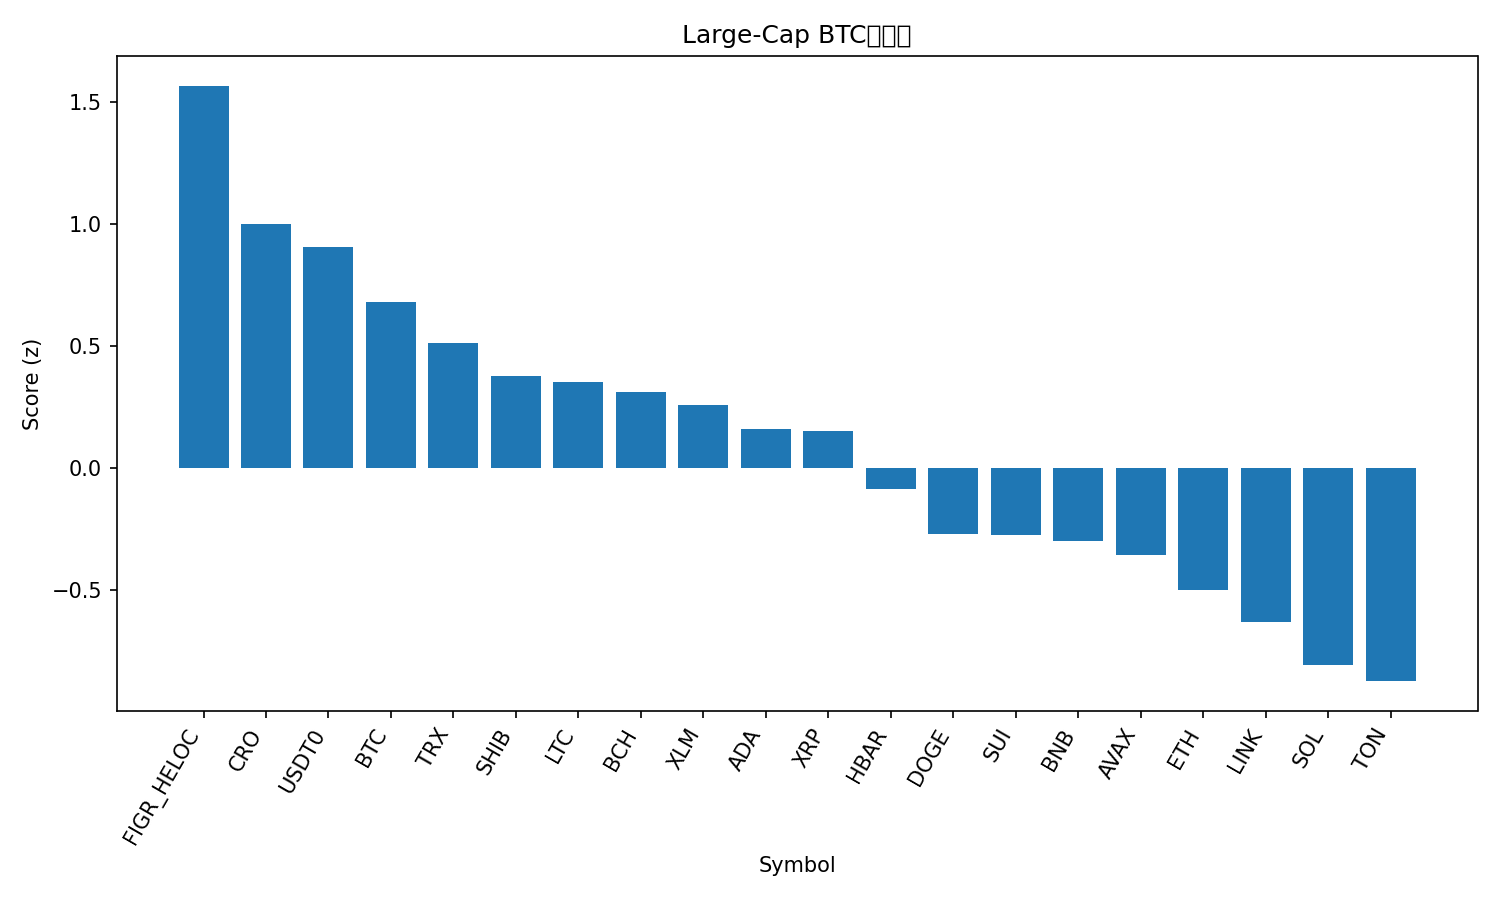 Large-Cap BTC
1.5
1.0
0.5
0.0
−0.5
Score (z)
FIGR_HELOC
CRO
USDT0
BTC
TRX
SHIB
LTC
BCH
XLM
ADA
XRP
HBAR
DOGE
SUI
BNB
AVAX
ETH
LINK
SOL
TON
Symbol